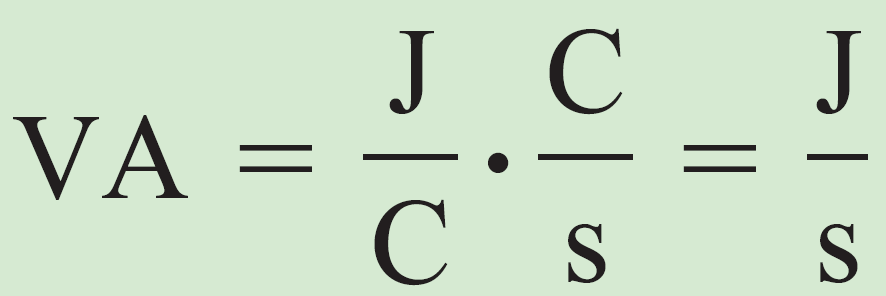 VA = J/C • C/s = J/s